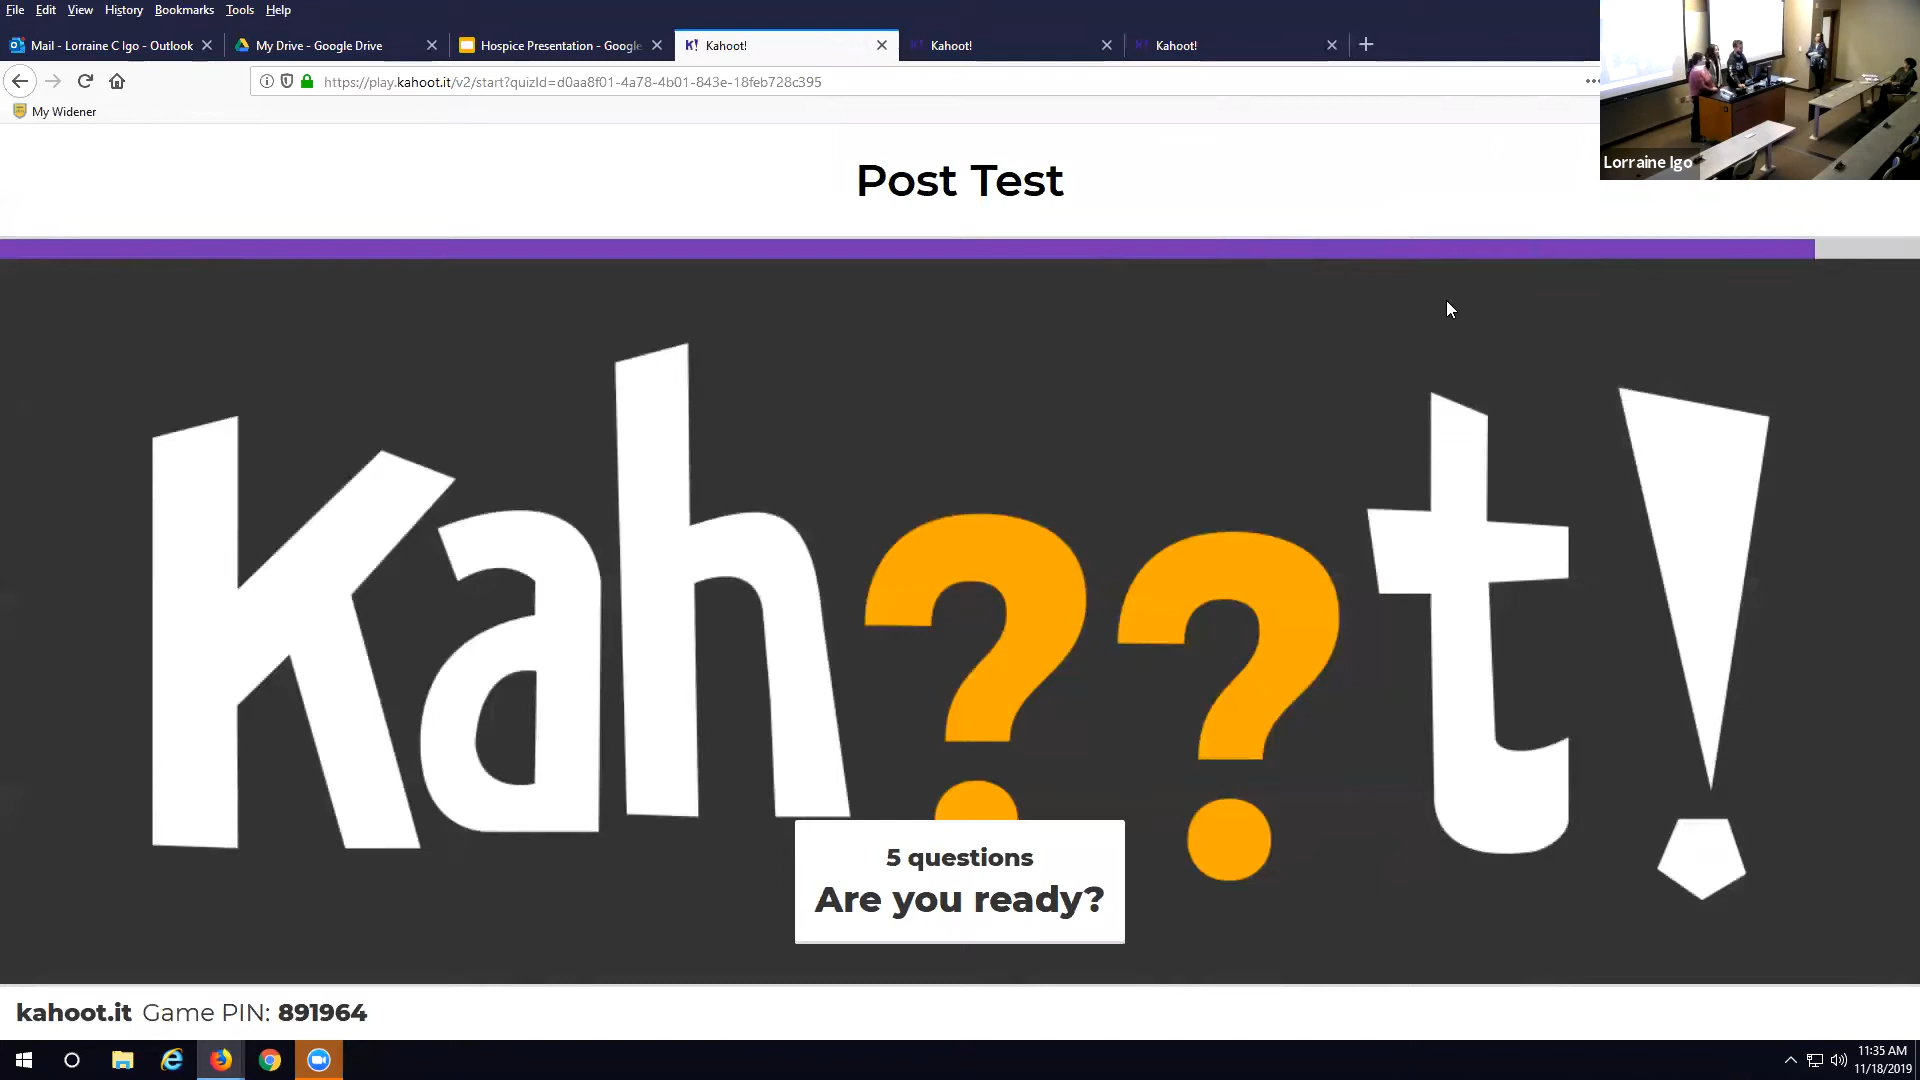 File Edit View History Bookmarks Tools Help
Mail - Lorraine C Igo - Outlook
My Drive - Google Drive
Hospice Presentation - Google
K! Kahoot!
Kahoot!
Kahoot!
https://play.kahoot.it/v2/start?quizId=d0aa8f01-4a78-4b01-843e-18feb728c395
My Widener
Lorraine Igo
Post Test
Kah??t!
5 questions
Are you ready?
kahoot.it Game PIN: 891964
11:35 AM
11/18/2019